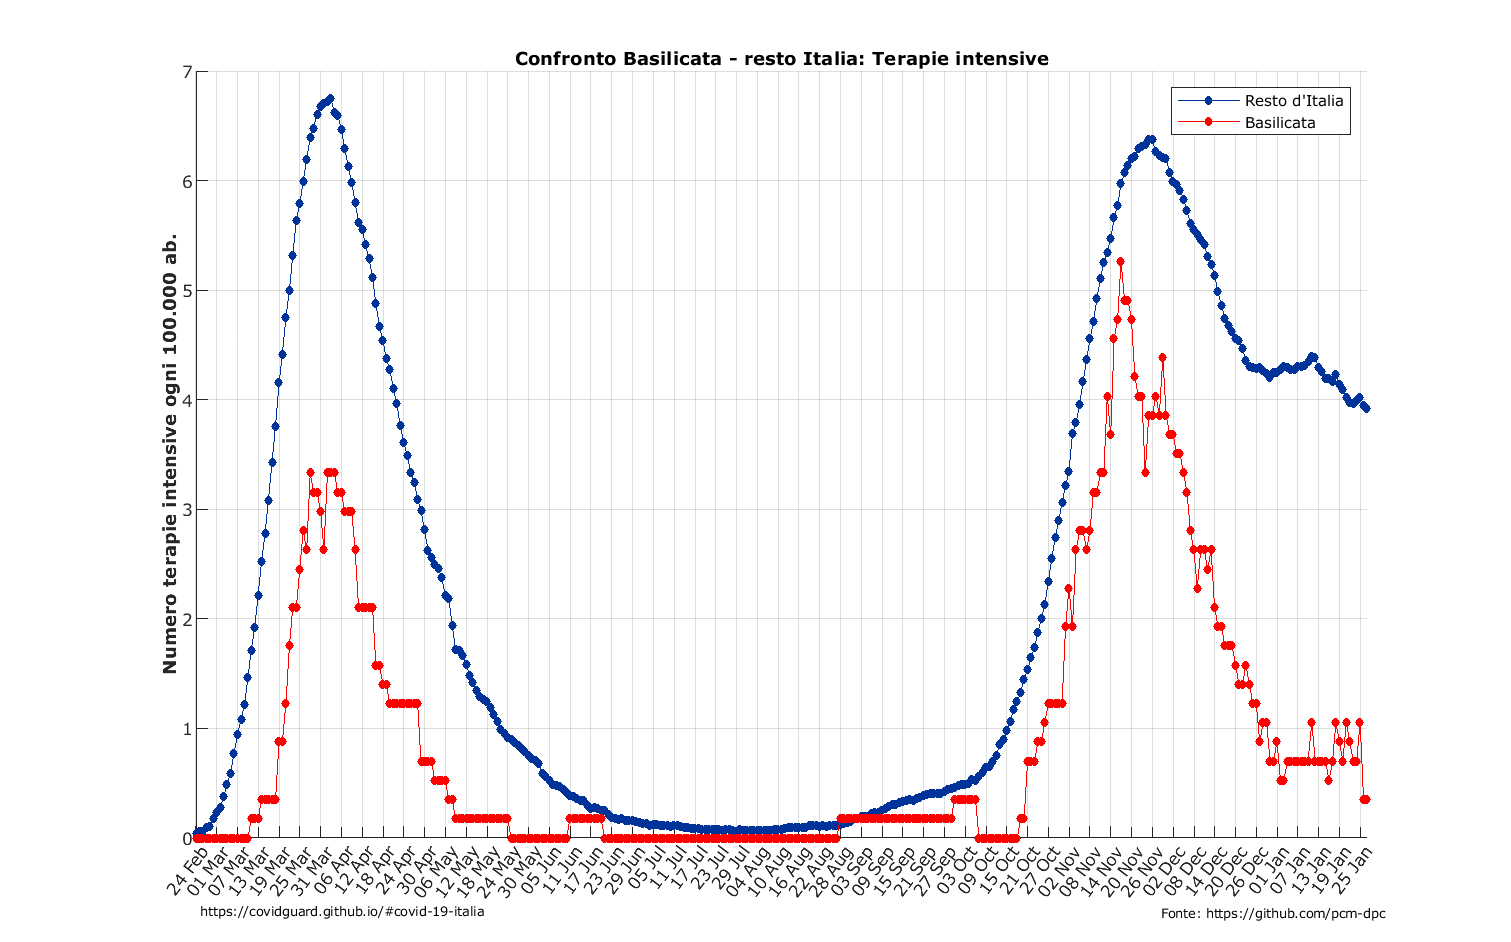 Confronto Basilicata - resto Italia: Terapie intensive
Resto d'Italia
Basilicata
Numero terapie intensive ogni 100.000 ab.
7
6
5
4
3
2
1
0
24 Feb
01 Mar
07 Mar
13 Mar
19 Mar
25 Mar
31 Mar
06 Apr
12 Apr
18 Apr
24 Apr
30 Apr
06 May
12 May
18 May
24 May
30 May
05 Jun
11 Jun
17 Jun
23 Jun
29 Jun
05 Jul
11 Jul
17 Jul
23 Jul
29 Jul
04 Aug
10 Aug
16 Aug
22 Aug
28 Aug
03 Sep
09 Sep
15 Sep
21 Sep
27 Sep
03 Oct
09 Oct
15 Oct
21 Oct
27 Oct
02 Nov
08 Nov
14 Nov
20 Nov
26 Nov
02 Dec
08 Dec
14 Dec
20 Dec
26 Dec
01 Jan
07 Jan
13 Jan
19 Jan
25 Jan
https://covidguard.github.io/#covid-19-italia
Fonte: https://github.com/pcm-dpc